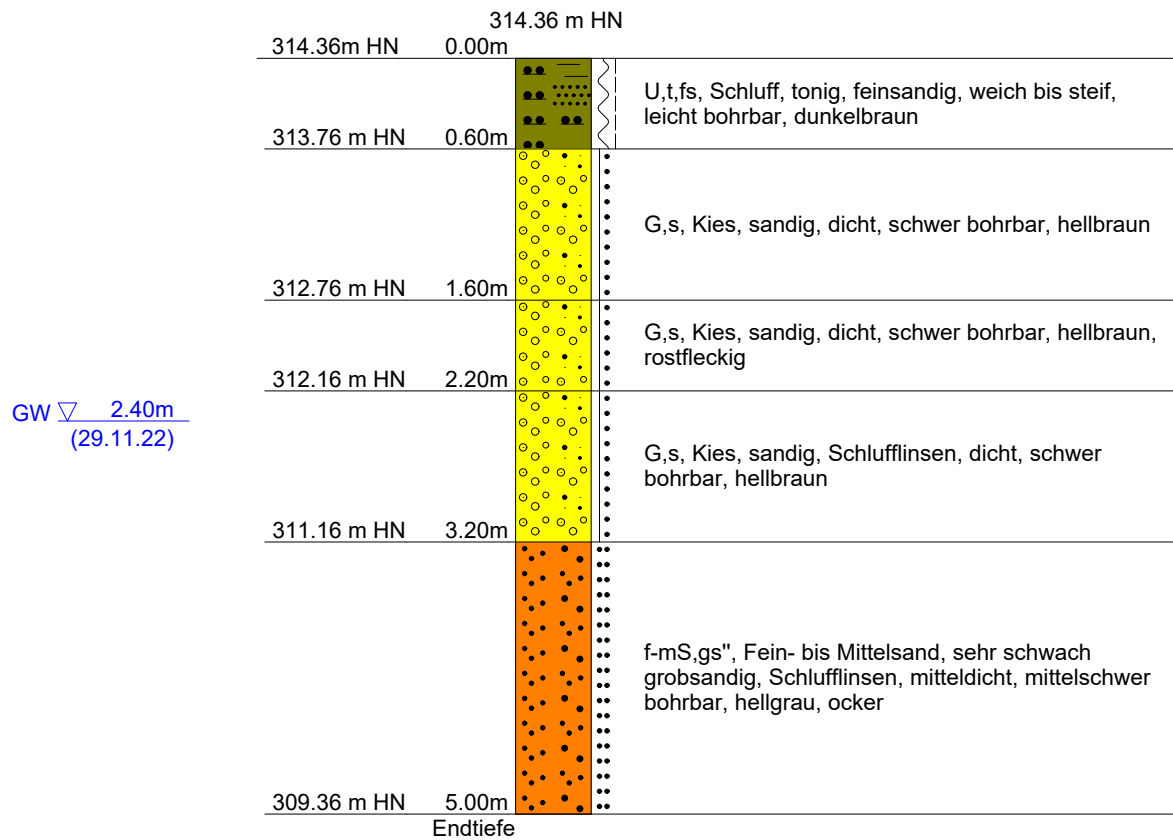 314.36 m HN
314.36m HN 0.00m
U,t,fs, Schluff, tonig, feinsandig, weich bis steif,
leicht bohrbar, dunkelbraun
313.76 m HN 0.60m
G,s, Kies, sandig, dicht, schwer bohrbar, hellbraun
312.76 m HN 1.60m
G,s, Kies, sandig, dicht, schwer bohrbar, hellbraun,
rostfleckig
312.16 m HN 2.20m
GW 2.40m
(29.11.22)
G,s, Kies, sandig, Schlufflinsen, dicht, schwer
bohrbar, hellbraun
311.16 m HN 3.20m
f-mS,gs", Fein- bis Mittelsand, sehr schwach
grobsandig, Schlufflinsen, mitteldicht, mittelschwer
bohrbar, hellgrau, ocker
309.36 m HN 5.00m
Endtiefe